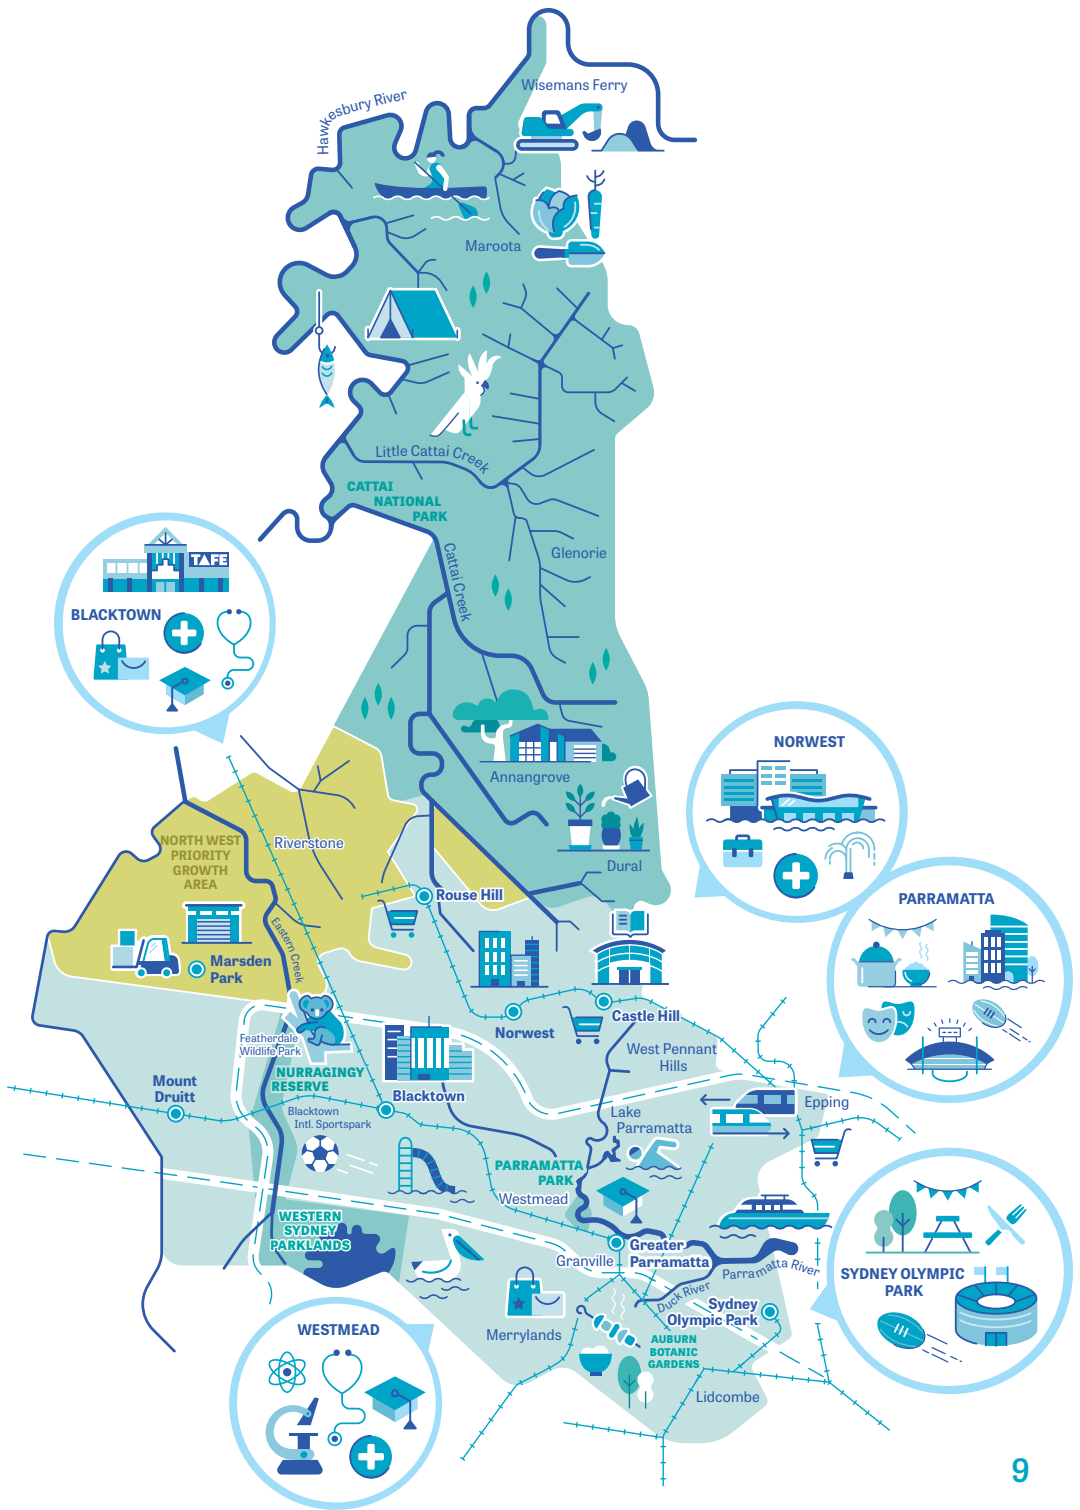 Wisemans Ferry
Hawkesbury River
Maroota
Little Cattai Creek
CATTAI
NATIONAL
PARK
Cattai Creek
Glenorie
TAFE
BLACKTOWN
Annangrove
NORWEST
Dural
NORTH WEST
PRIORITY
GROWTH
AREA
Riverstone
Rouse Hill
PARRAMATTA
Eastern Creek
Marsden
Park
Castle Hill
Norwest
Featherdale
Wildlife Park
West Pennant
Hills
NURRAGINGY
RESERVE
Mount
Druitt
Blacktown
Epping
Blacktown
Intl. Sportspark
Lake
Parramatta
PARRAMATTA
PARK
Westmead
WESTERN
SYDNEY
PARKLANDS
Greater
Parramatta
Granville
Parramatta River
SYDNEY OLYMPIC
PARK
Duck River
Sydney
Olympic Park
WESTMEAD
Merrylands
AUBURN
BOTANIC
GARDENS
Lidcombe
9